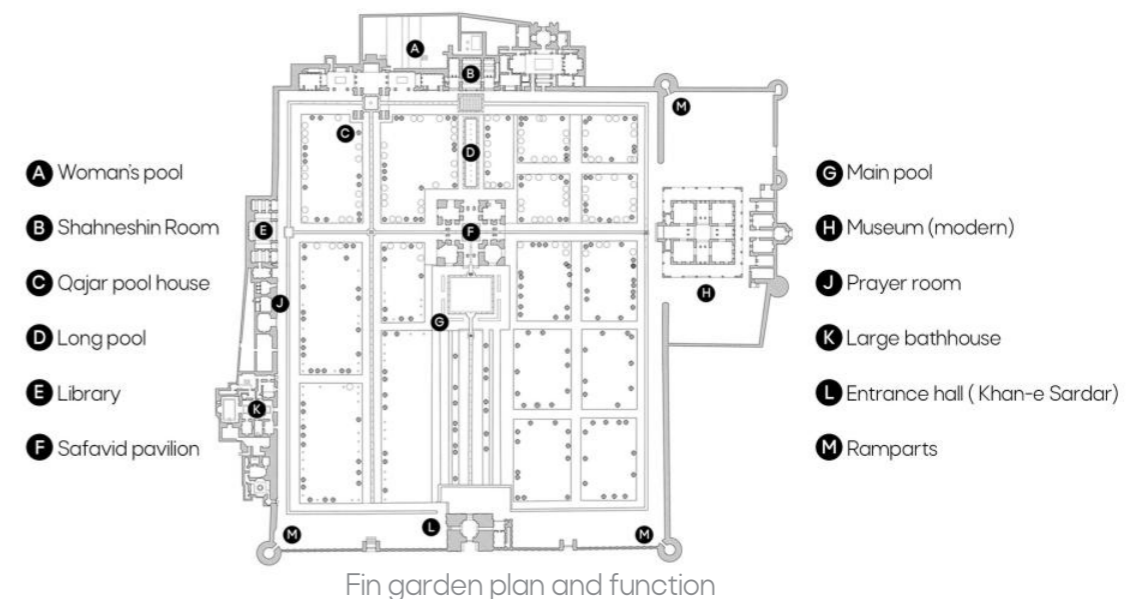 A
B
M
C
D
E
F
J
G
H
K
L
M
M
A Woman's pool
B Shahneshin Room
C Qajar pool house
D Long pool
E Library
F Safavid pavilion
G Main pool
H Museum (modern)
J Prayer room
K Large bathhouse
L Entrance hall ( Khan-e Sardar)
M Ramparts
Fin garden plan and function